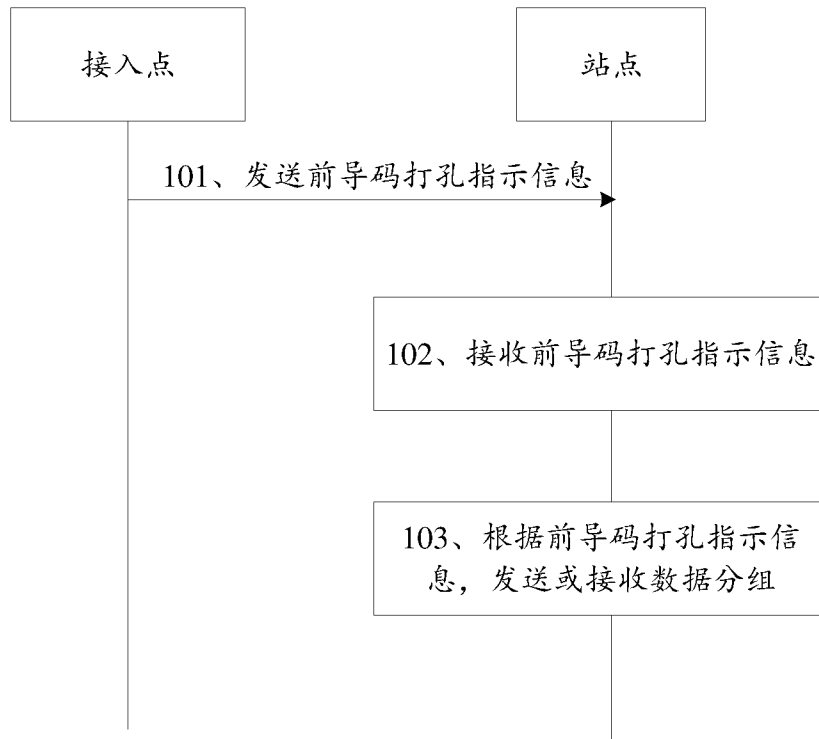 接入点
站点
101、发送前导码打孔指示信息
102、接收前导码打孔指示信息
103、根据前导码打孔指示信
息，发送或接收数据分组